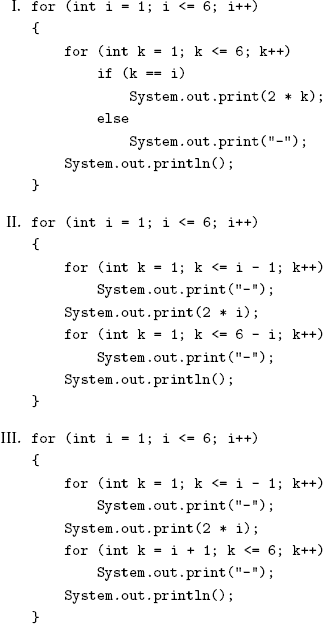 I. for (int i = 1; i <= 6; i++)
{
for (int k = 1; k <= 6; k++)
if (k == i)
System.out.print(2 * k);
else
System.out.print("-");
System.out.println();
}
II. for (int i = 1; i <= 6; i++)
{
for (int k = 1; k <= i - 1; k++)
System.out.print("-");
System.out.print(2 * i);
for (int k = 1; k <= 6 - i; k++)
System.out.print("-");
System.out.println();
}
III. for (int i = 1; i <= 6; i++)
{
for (int k = 1; k <= i - 1; k++)
System.out.print("-");
System.out.print(2 * i);
for (int k = i + 1; k <= 6; k++)
System.out.print("-");
System.out.println();
}